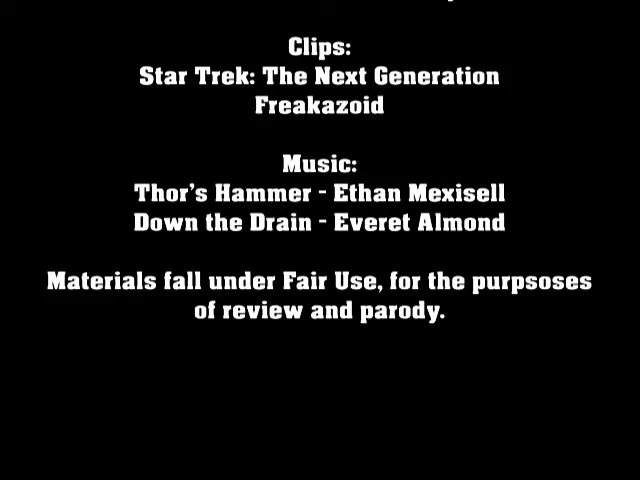 Clips:
Star Trek: The Next Generation
Freakazoid
Music:
Thor's Hammer - Ethan Mexisell
Down the Drain - Everet Almond
Materials fall under Fair Use, for the purpsoses
of review and parody.